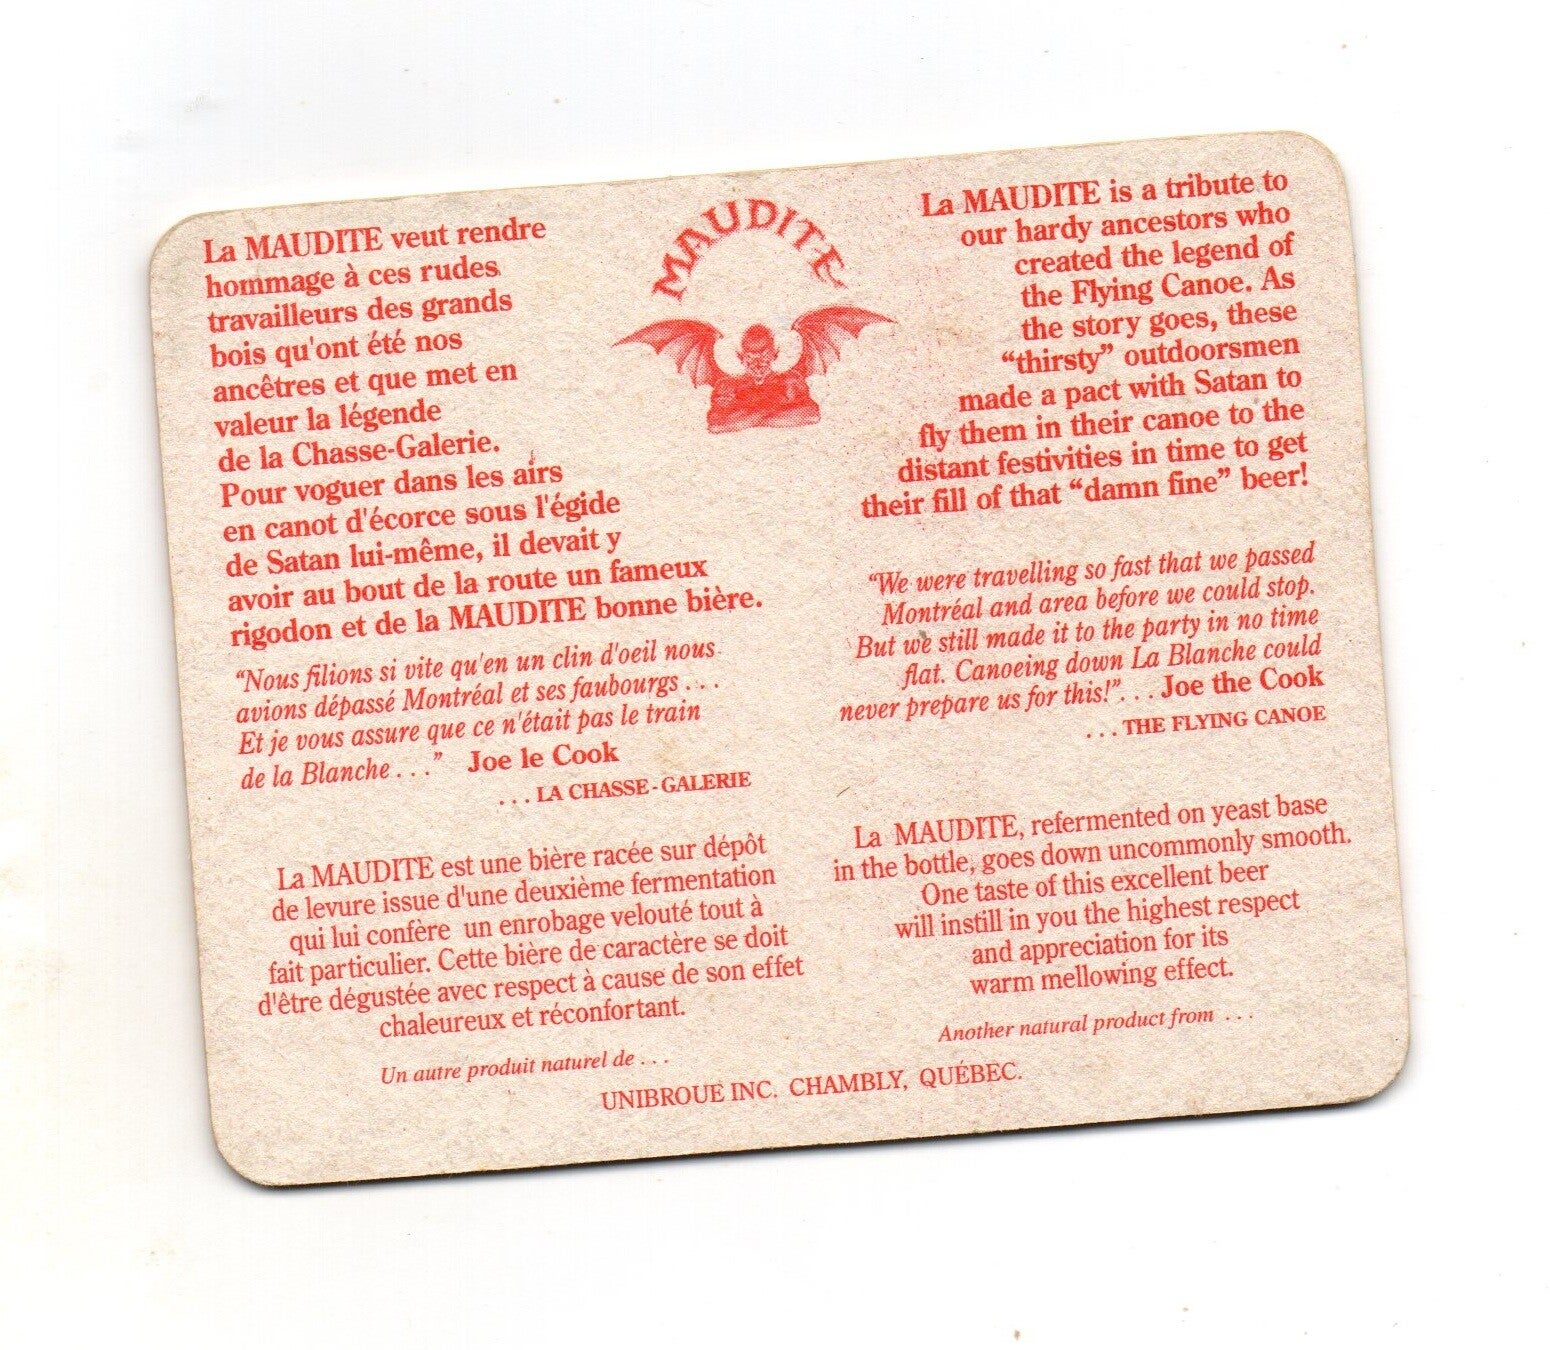 MAUDITE
La MAUDITE veut rendre
hommage à ces rudes
travailleurs des grands
bois qu'ont été nos
ancêtres et que met en
valeur la légende
de la Chasse-Galerie.
Pour voguer dans les airs
en canot d'écorce sous l'égide
de Satan lui-même, il devait y
avoir au bout de la route un fameux
rigodon et de la MAUDITE bonne bière.
“Nous filions si vite qu'en un clin d'oeil nous
avions dépassé Montréal et ses faubourgs . . .
Et je vous assure que ce n'était pas le train
de la Blanche . . .” Joe le Cook
. . . LA CHASSE-GALERIE
La MAUDITE est une bière racée sur dépôt
de levure issue d'une deuxième fermentation
qui lui confère un enrobage velouté tout à
fait particulier. Cette bière de caractère se doit
d'être dégustée avec respect à cause de son effet
chaleureux et réconfortant.
Un autre produit naturel de . . .
La MAUDITE is a tribute to
our hardy ancestors who
created the legend of
the Flying Canoe. As
the story goes, these
“thirsty” outdoorsmen
made a pact with Satan to
fly them in their canoe to the
distant festivities in time to get
their fill of that “damn fine” beer!
“We were travelling so fast that we passed
Montréal and area before we could stop.
But we still made it to the party in no time
flat. Canoeing down La Blanche could
never prepare us for this!”. . . Joe the Cook
. . . THE FLYING CANOE
La MAUDITE, refermented on yeast base
in the bottle, goes down uncommonly smooth.
One taste of this excellent beer
will instill in you the highest respect
and appreciation for its
warm mellowing effect.
Another natural product from . . .
UNIBROUE INC. CHAMBLY, QUÉBEC.